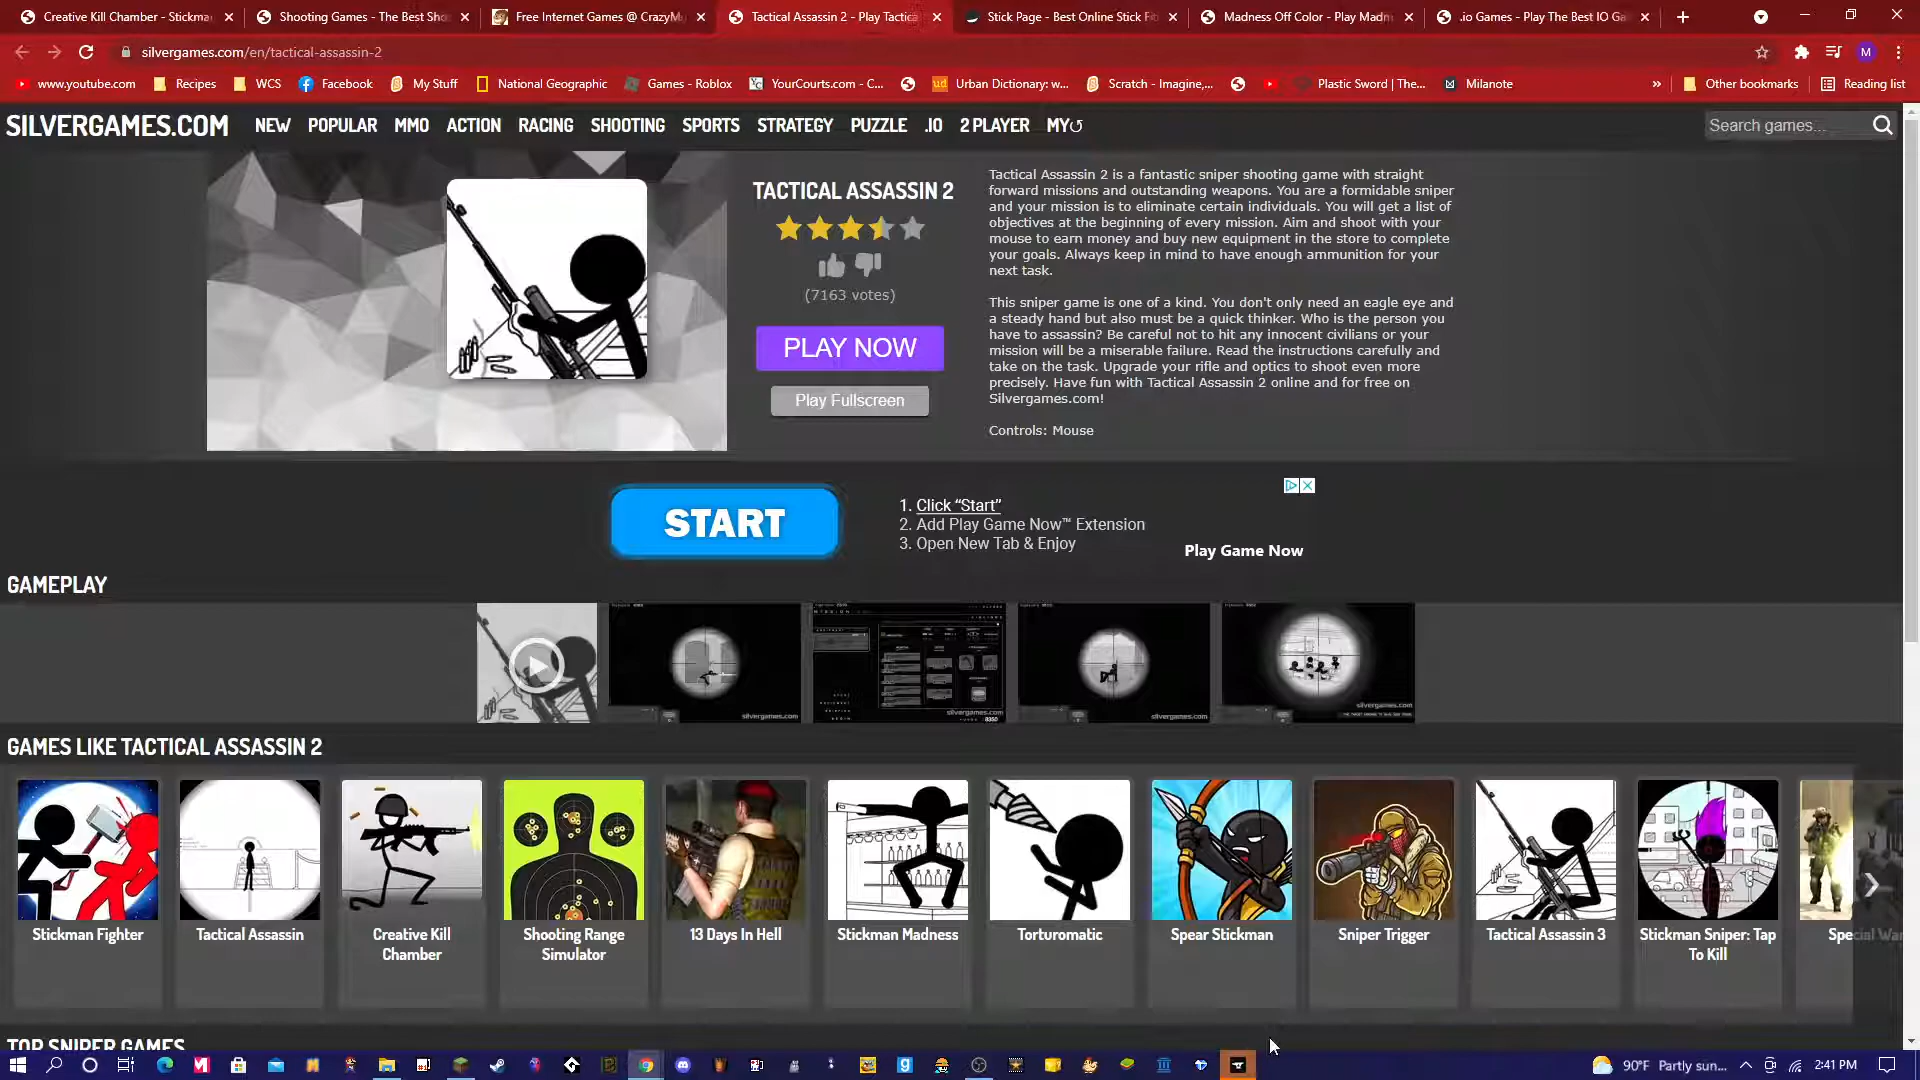 Creative Kill Chamber - Stickma
Shooting Games - The Best Sho
Free Internet Games @ CrazyM
Tactical Assassin 2 - Play Tactica
Stick Page - Best Online Stick Fi
Madness Off Color - Play Madn
.io Games - Play The Best IO Ga
silvergames.com/en/tactical-assassin-2
M
www.youtube.com
Recipes
WCS
Facebook
My Stuff
National Geographic
Games - Roblox
YourCourts.com - C...
Urban Dictionary: w...
Scratch - Imagine,...
Plastic Sword | The...
Milanote
»
Other bookmarks
Reading list
SILVERGAMES.COM
NEW POPULAR MMO ACTION RACING SHOOTING SPORTS STRATEGY PUZZLE .IO 2 PLAYER MY
Search games...
TACTICAL ASSASSIN 2
(7163 votes)
PLAY NOW
Play Fullscreen
Tactical Assassin 2 is a fantastic sniper shooting game with straight
forward missions and outstanding weapons. You are a formidable sniper
and your mission is to eliminate certain individuals. You will get a list of
objectives at the beginning of every mission. Aim and shoot with your
mouse to earn money and buy new equipment in the store to complete
your goals. Always keep in mind to have enough ammunition for your
next task.
This sniper game is one of a kind. You don't only need an eagle eye and
a steady hand but also must be a quick thinker. Who is the person you
have to assassin? Be careful not to hit any innocent civilians or your
mission will be a miserable failure. Read the instructions carefully and
take on the task. Upgrade your rifle and optics to shoot even more
precisely. Have fun with Tactical Assassin 2 online and for free on
Silvergames.com!
Controls: Mouse
START
1. Click “Start”
2. Add Play Game Now™ Extension
3. Open New Tab & Enjoy
Play Game Now
GAMEPLAY
silvergames.com
silvergames.com
8350
silvergames.com
silvergames.com
GAMES LIKE TACTICAL ASSASSIN 2
Stickman Fighter
Tactical Assassin
Creative Kill
Chamber
Shooting Range
Simulator
13 Days In Hell
Stickman Madness
Torturomatic
Spear Stickman
Sniper Trigger
Tactical Assassin 3
Stickman Sniper: Tap
To Kill
Special War
TOP SNIPER GAMES
90°F Partly sun...
2:41 PM